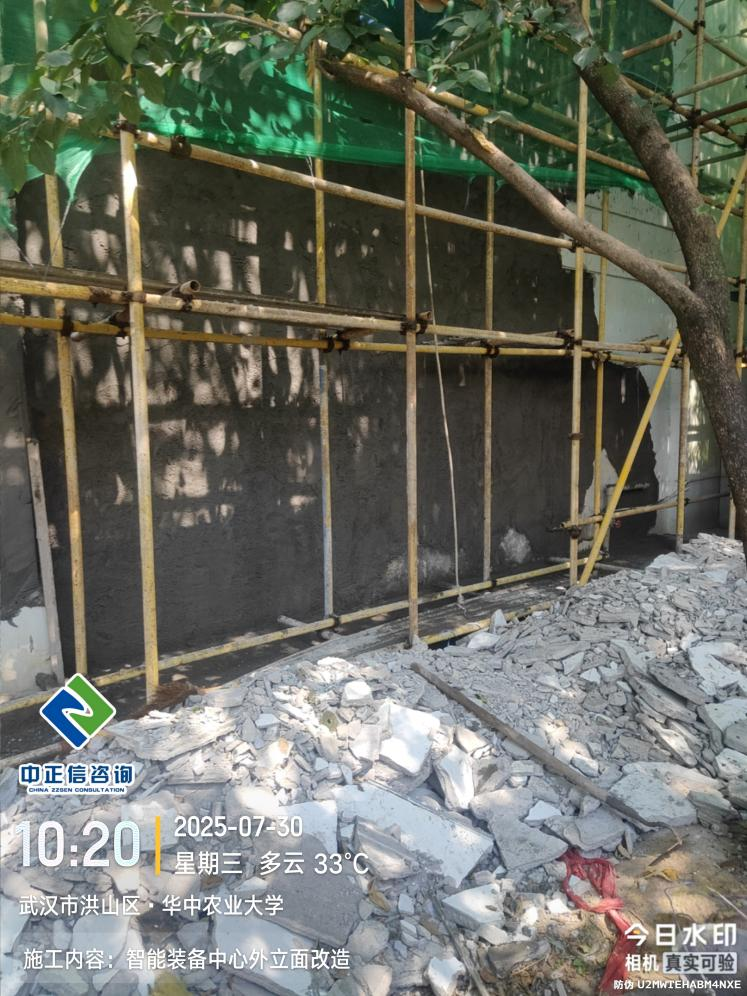 中正信咨询
CHINA ZZSEN CONSULTATION
10:20
2025-07-30
星期三 多云 33℃
武汉市洪山区·华中农业大学
施工内容：智能装备中心外立面改造
今日水印
相机 真实可验
防伪 U2MWTEHABM4NXE